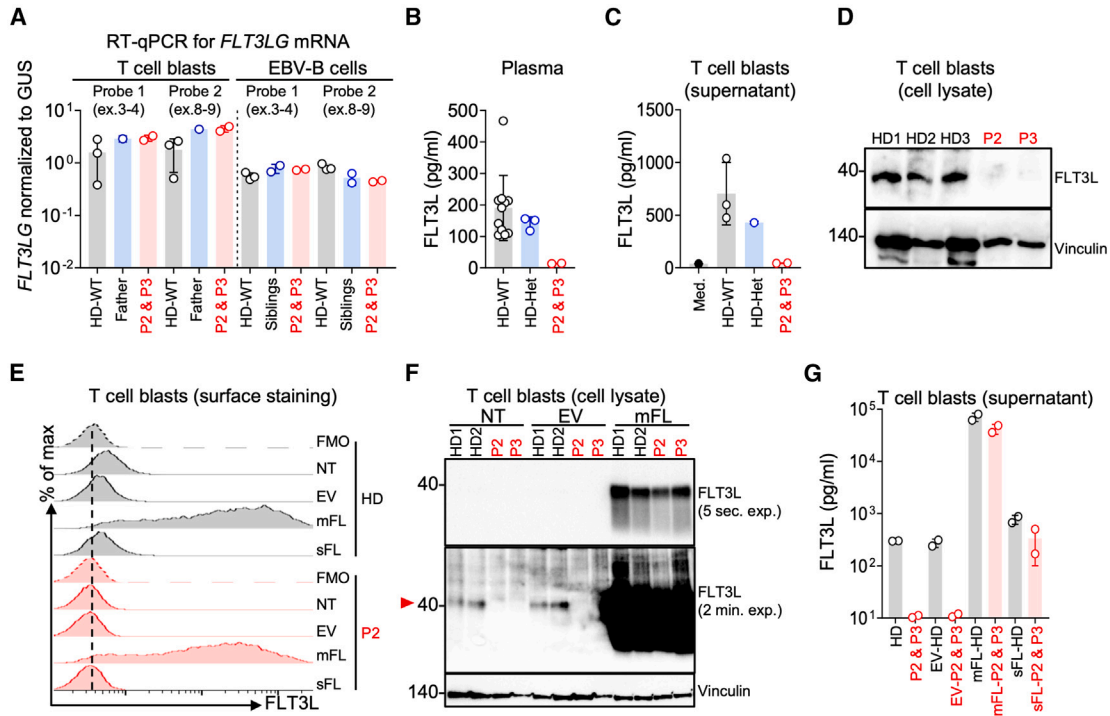 A
RT-qPCR for FLT3LG mRNA
T cell blasts EBV-B cells
Probe 1 Probe 2 Probe 1 Probe 2
(ex.3-4) (ex.8-9) (ex.3-4) (ex.8-9)
FLT3LG normalized to GUS
10¹
10⁰
10⁻¹
10⁻²
HD-WT Father P2 & P3 HD-WT Father P2 & P3 HD-WT Siblings P2 & P3 HD-WT Siblings P2 & P3
B
Plasma
FLT3L (pg/ml)
500
400
300
200
100
0
HD-WT HD-Het P2 & P3
C
T cell blasts
(supernatant)
FLT3L (pg/ml)
1500
1000
500
0
Med. HD-WT HD-Het P2 & P3
D
T cell blasts
(cell lysate)
HD1 HD2 HD3 P2 P3
40
FLT3L
140
Vinculin
E
T cell blasts (surface staining)
% of max
FMO
NT
EV
mFL
sFL
HD
FMO
NT
EV
mFL
sFL
P2
FLT3L
F
T cell blasts (cell lysate)
NT EV mFL
HD1 HD2 P2 P3 HD1 HD2 P2 P3 HD1 HD2 P2 P3
40
FLT3L
(5 sec. exp.)
40
FLT3L
(2 min. exp.)
140
Vinculin
G
T cell blasts (supernatant)
FLT3L (pg/ml)
10⁵
10⁴
10³
10²
10¹
HD P2 & P3 EV-HD EV-P2 & P3 mFL-HD mFL-P2 & P3 sFL-HD sFL-P2 & P3